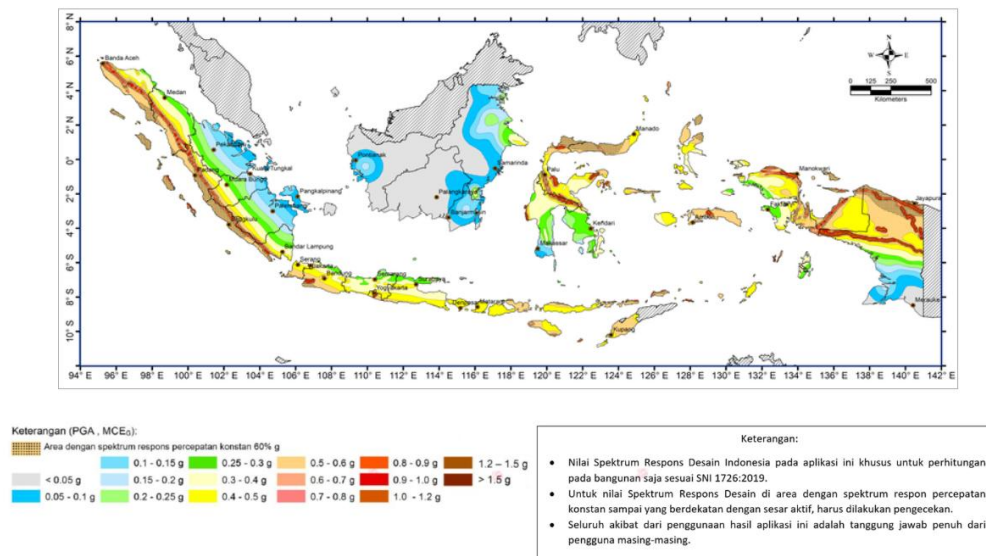 8° N
6° N
4° N
2° N
0°
2° S
4° S
6° S
8° S
10° S
N
W E
S
0 125 250 500
Kilometers
Banda Aceh
Medan
Padang
Pangkalpinang
Palembang
Bandar Lampung
Serang
Bandung
Yogyakarta
Surabaya
Denpasar
Mataram
Kupang
Pontianak
Palangkaraya
Samarinda
Palu
Manado
Kendari
Makassar
Manokwari
Jayapura
Merauke
94° E 96° E 98° E 100° E 102° E 104° E 106° E 108° E 110° E 112° E 114° E 116° E 118° E 120° E 122° E 124° E 126° E 128° E 130° E 132° E 134° E 136° E 138° E 140° E 142° E
Keterangan (PGA , MCEG):
Area dengan spektrum respons percepatan konstan 60% g
0.1 - 0.15 g 0.25 - 0.3 g 0.5 - 0.6 g 0.8 - 0.9 g 1.2 – 1.5 g
< 0.05 g 0.15 - 0.2 g 0.3 - 0.4 g 0.6 - 0.7 g 0.9 - 1.0 g > 1.5 g
0.05 - 0.1 g 0.2 - 0.25 g 0.4 - 0.5 g 0.7 - 0.8 g 1.0 - 1.2 g
Keterangan:
• Nilai Spektrum Respons Desain Indonesia pada aplikasi ini khusus untuk perhitungan
pada bangunan saja sesuai SNI 1726:2019.
• Untuk nilai Spektrum Respons Desain di area dengan spektrum respon percepatan
konstan sampai yang berdekatan dengan sesar aktif, harus dilakukan pengecekan.
• Seluruh akibat dari penggunaan hasil aplikasi ini adalah tanggung jawab penuh dari
pengguna masing-masing.